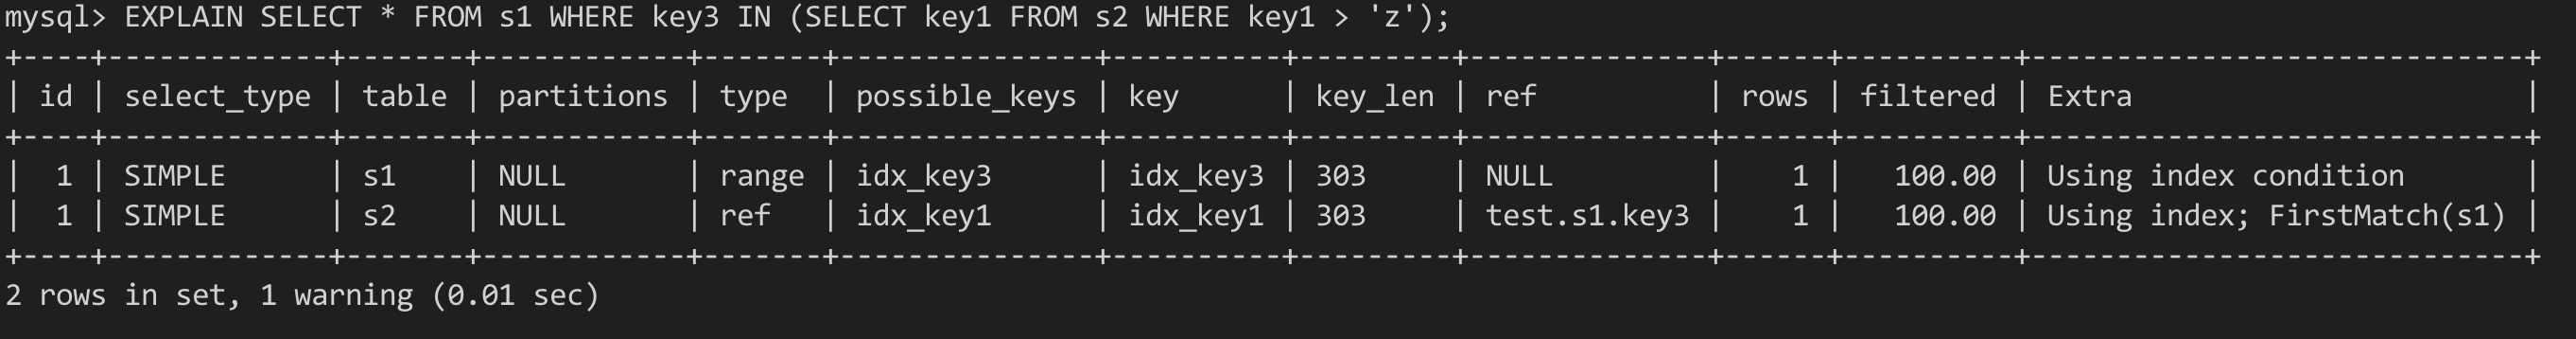 mysql> EXPLAIN SELECT * FROM s1 WHERE key3 IN (SELECT key1 FROM s2 WHERE key1 > 'z');
+----+-------------+-------+------------+-------+---------------+----------+---------+--------------+------+----------+-----------------------------+
| id | select_type | table | partitions | type  | possible_keys | key      | key_len | ref          | rows | filtered | Extra                       |
+----+-------------+-------+------------+-------+---------------+----------+---------+--------------+------+----------+-----------------------------+
|  1 | SIMPLE      | s1    | NULL       | range | idx_key3      | idx_key3 | 303     | NULL         |    1 |   100.00 | Using index condition       |
|  1 | SIMPLE      | s2    | NULL       | ref   | idx_key1      | idx_key1 | 303     | test.s1.key3 |    1 |   100.00 | Using index; FirstMatch(s1) |
+----+-------------+-------+------------+-------+---------------+----------+---------+--------------+------+----------+-----------------------------+
2 rows in set, 1 warning (0.01 sec)